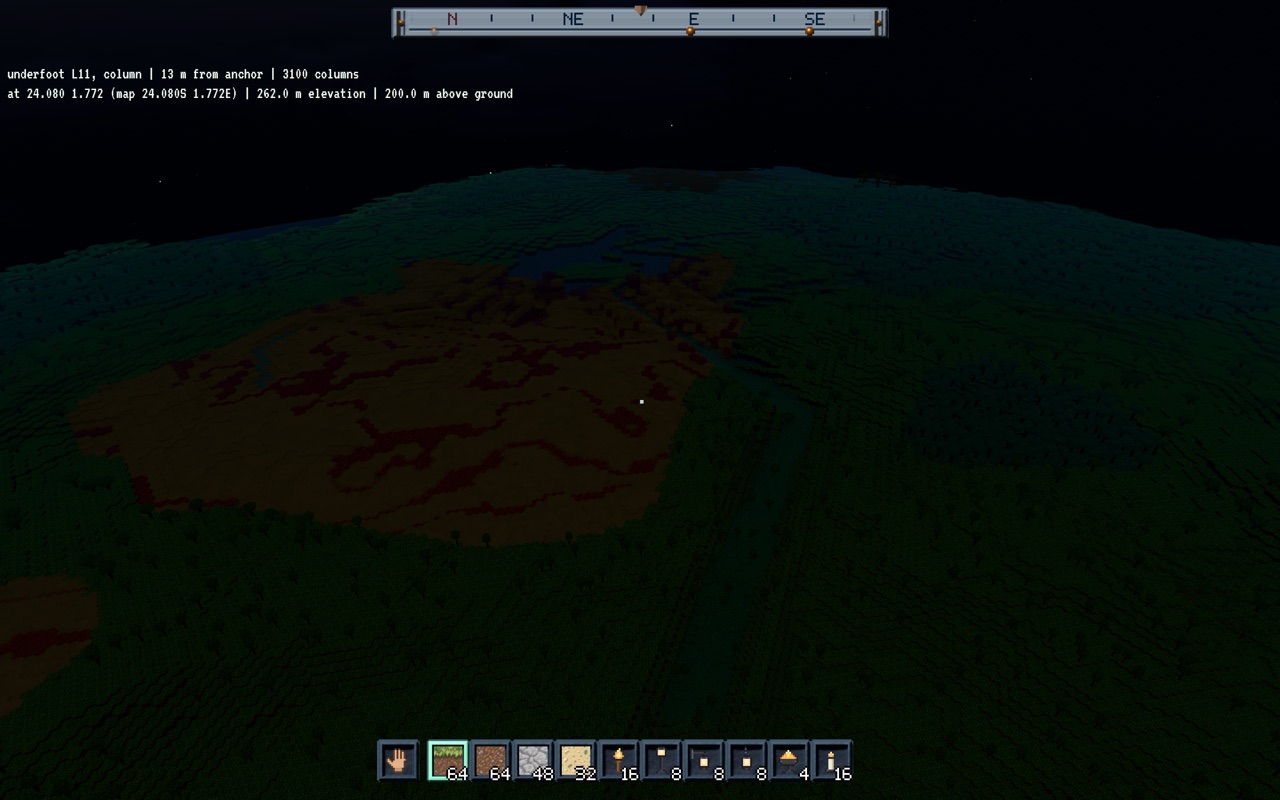 N NE E SE
underfoot L11, column | 13 m from anchor | 3100 columns
at 24.080 1.772 (map 24.080S 1.772E) | 262.0 m elevation | 200.0 m above ground
64 64 48 32 16 8 8 8 4 16